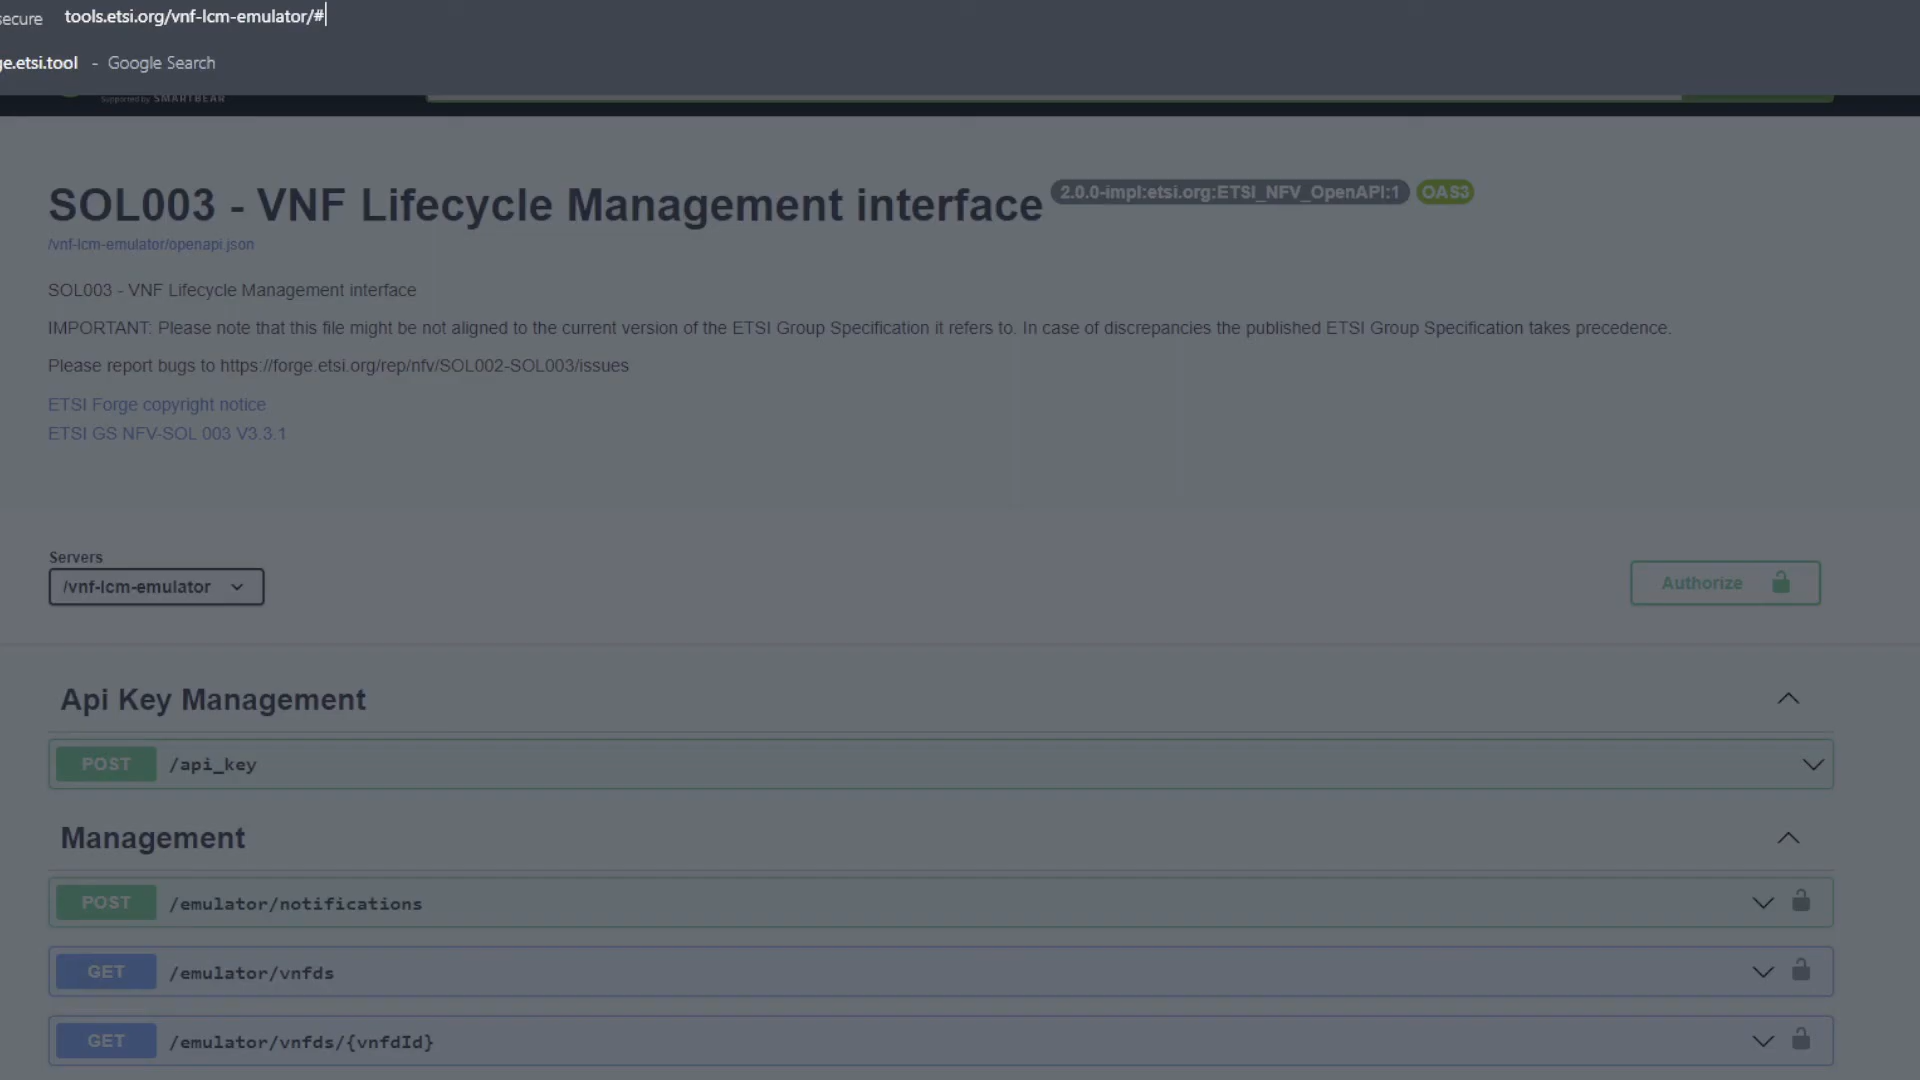 secure tools.etsi.org/vnf-lcm-emulator/#
ge.etsi.tool - Google Search
Supported by SMARTBEAR
SOL003 - VNF Lifecycle Management interface 2.0.0-impl:etsi.org:ETSI_NFV_OpenAPI:1 OAS3
/vnf-lcm-emulator/openapi.json
SOL003 - VNF Lifecycle Management interface
IMPORTANT: Please note that this file might be not aligned to the current version of the ETSI Group Specification it refers to. In case of discrepancies the published ETSI Group Specification takes precedence.
Please report bugs to https://forge.etsi.org/rep/nfv/SOL002-SOL003/issues
ETSI Forge copyright notice
ETSI GS NFV-SOL 003 V3.3.1
Servers
/vnf-lcm-emulator
Authorize
Api Key Management
POST /api_key
Management
POST /emulator/notifications
GET /emulator/vnfds
GET /emulator/vnfds/{vnfdId}